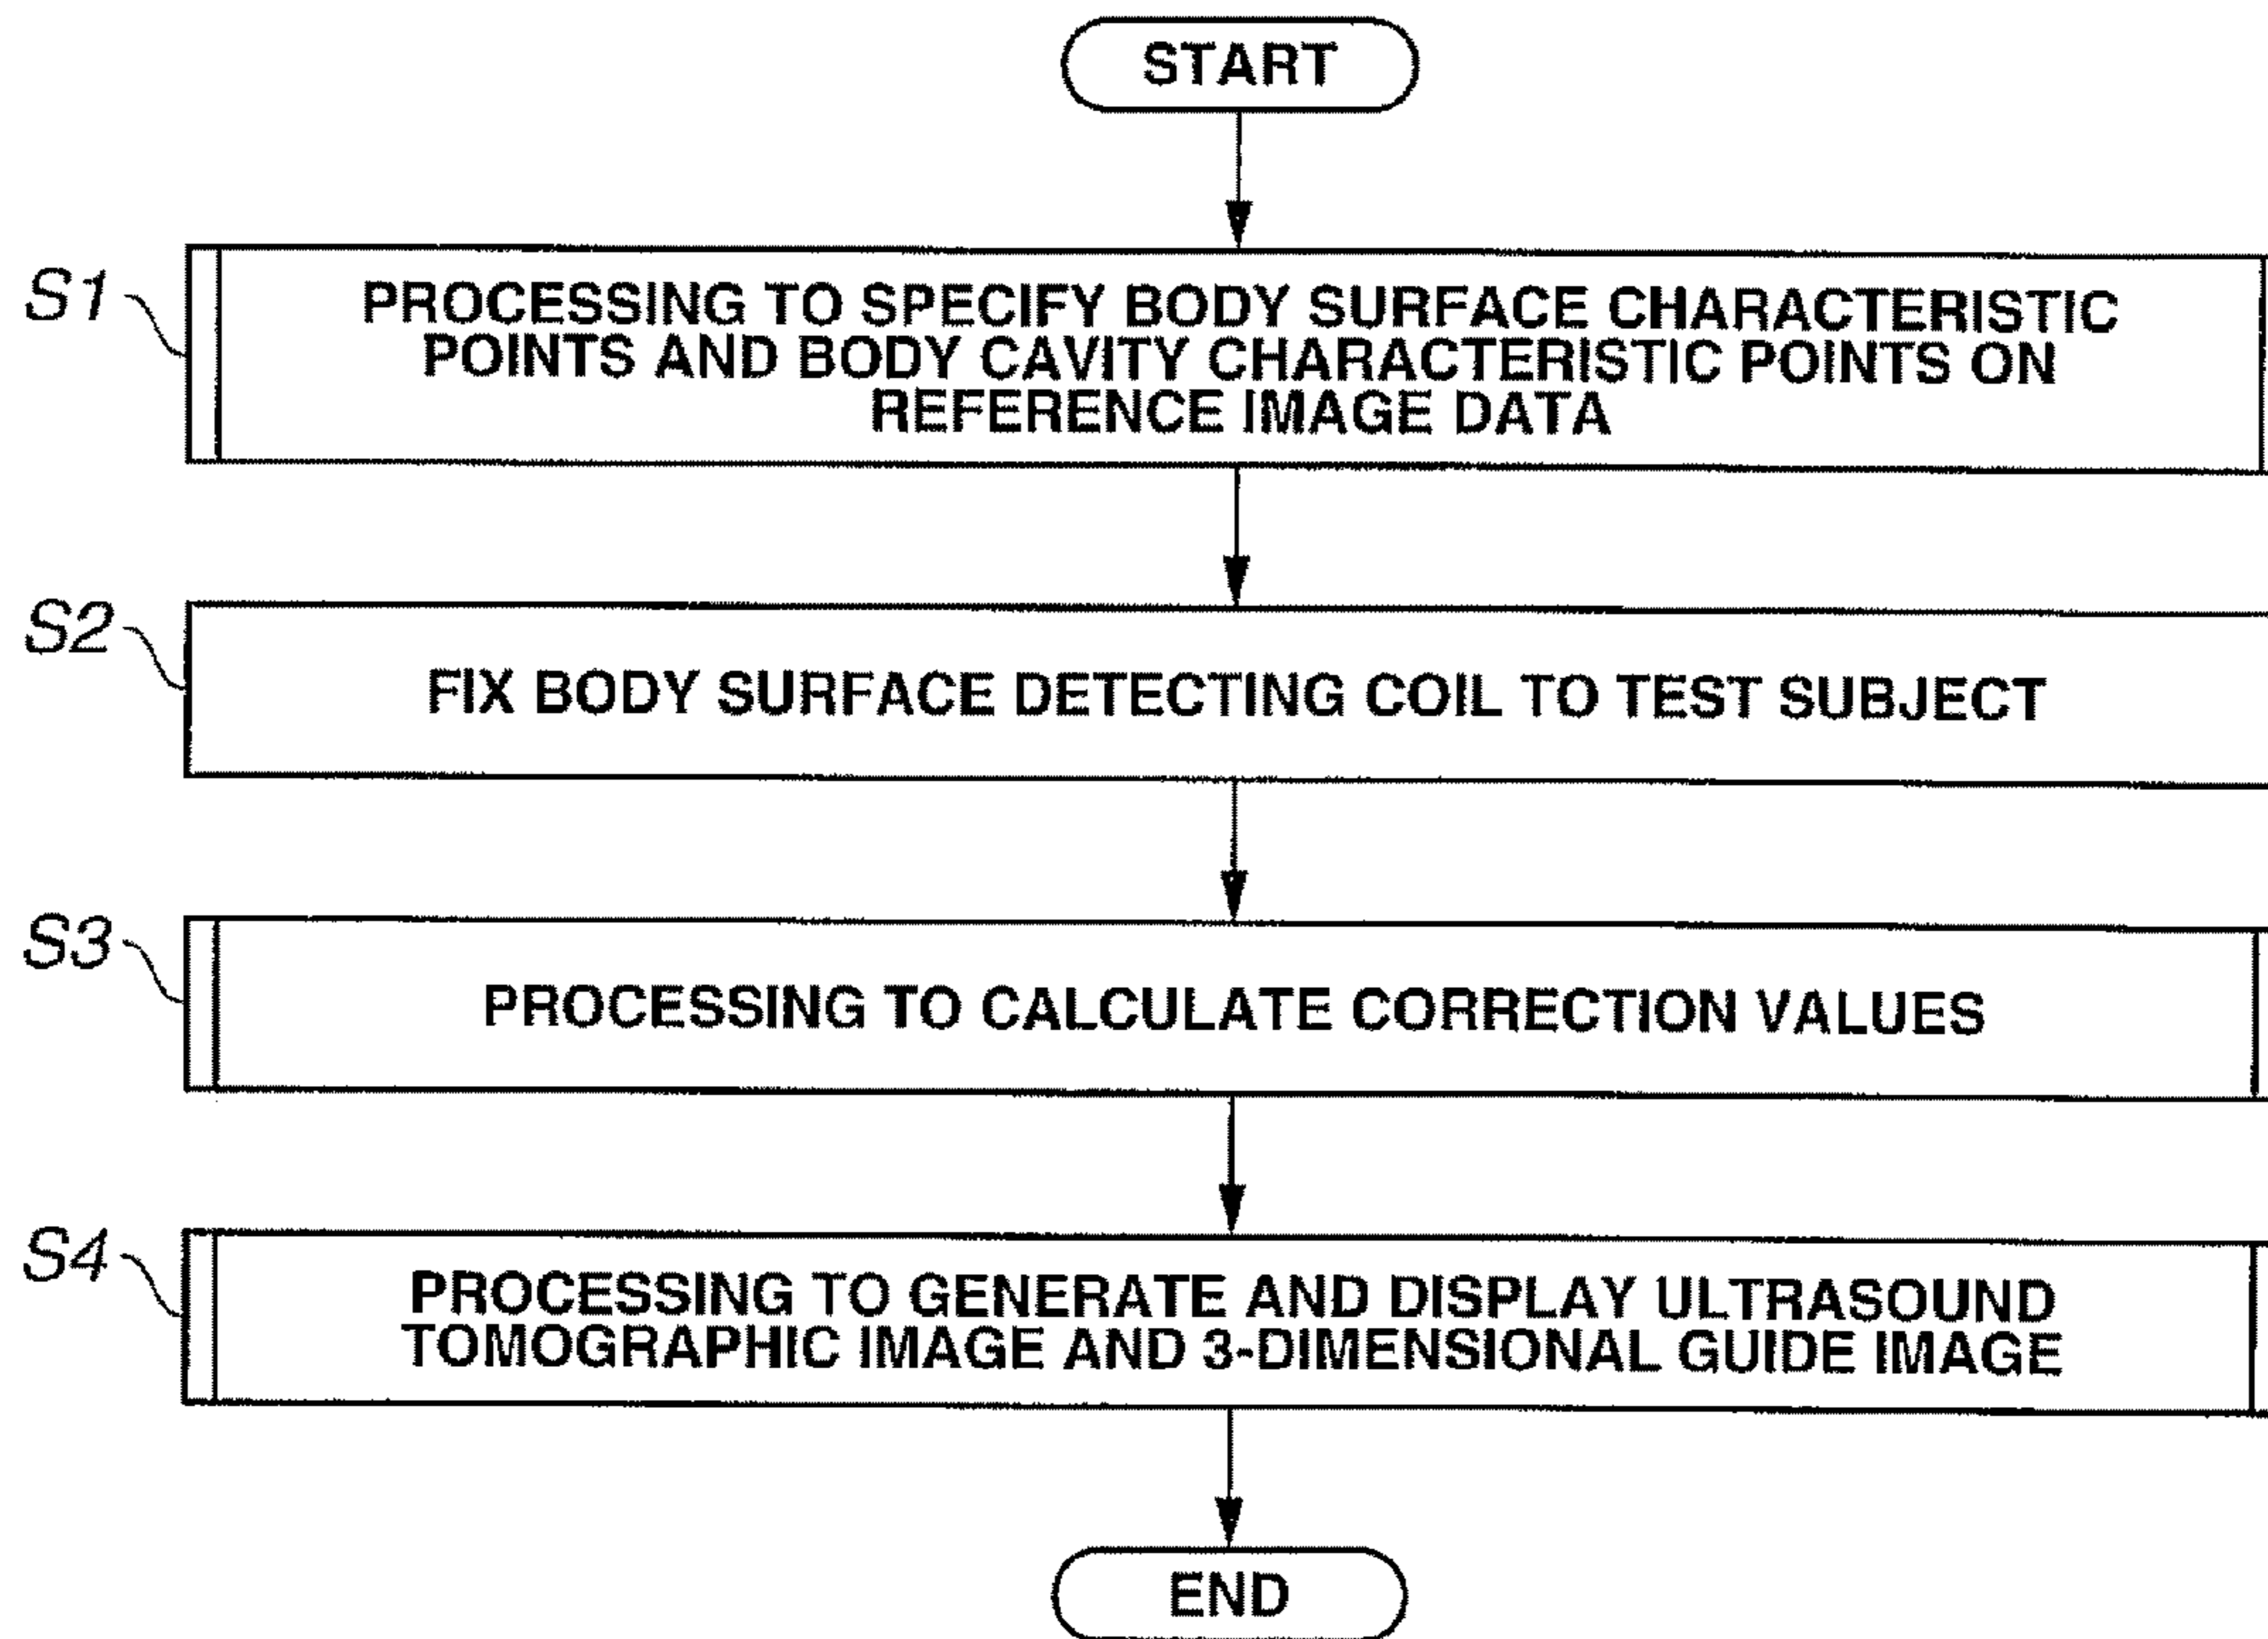 START
S1
PROCESSING TO SPECIFY BODY SURFACE CHARACTERISTIC
POINTS AND BODY CAVITY CHARACTERISTIC POINTS ON
REFERENCE IMAGE DATA
S2
FIX BODY SURFACE DETECTING COIL TO TEST SUBJECT
S3
PROCESSING TO CALCULATE CORRECTION VALUES
S4
PROCESSING TO GENERATE AND DISPLAY ULTRASOUND
TOMOGRAPHIC IMAGE AND 3-DIMENSIONAL GUIDE IMAGE
END